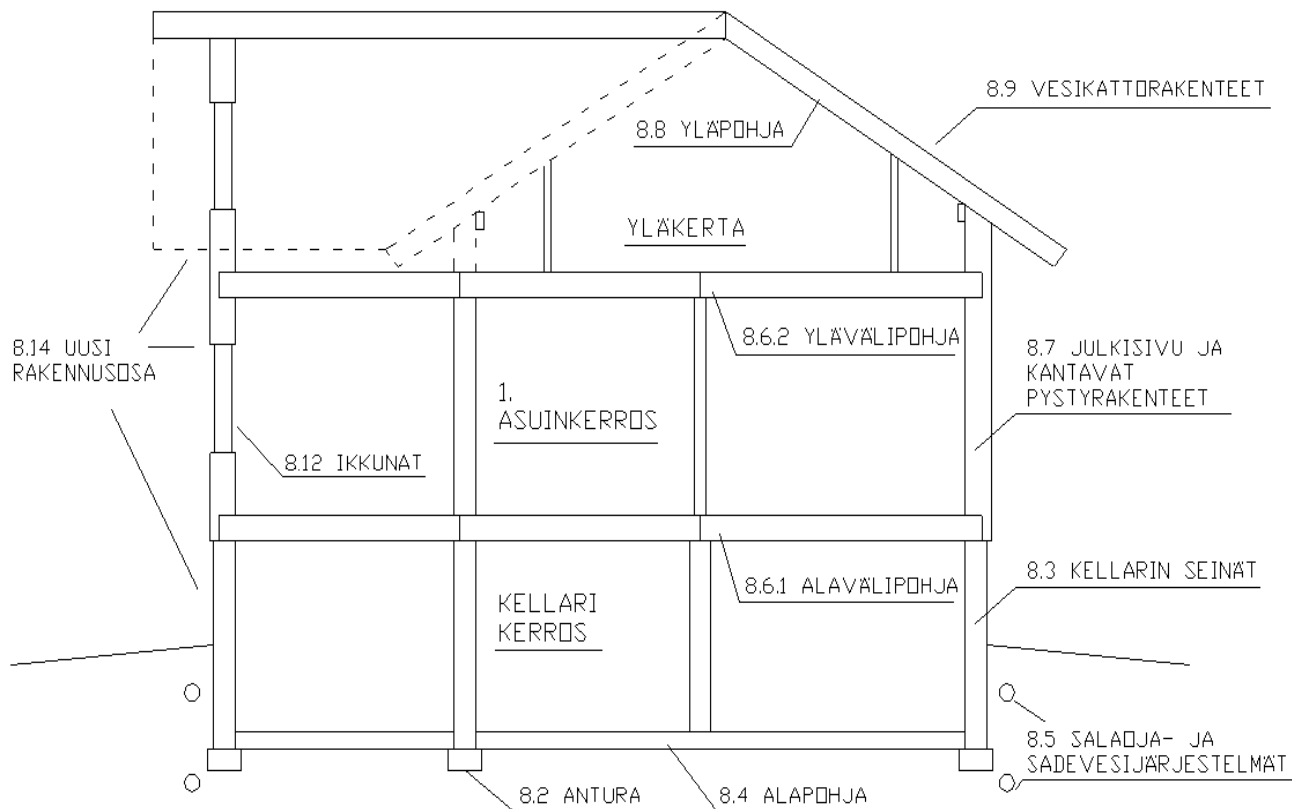 8.9 VESIKATTORAKENTEET
8.8 YLÄPOHJA
YLÄKERTA
8.14 UUSI
RAKENNUSOSA
8.6.2 YLÄVÄLIPOHJA
8.7 JULKISIVU JA
KANTAVAT
PYSTYRAKENTEET
1.
ASUINKERROS
8.12 IKKUNAT
8.6.1 ALAVÄLIPOHJA
8.3 KELLARIN SEINÄT
KELLARI
KERROS
8.5 SALAOJA- JA
SADEVESIJÄRJESTELMÄT
8.2 ANTURA
8.4 ALAPOHJA